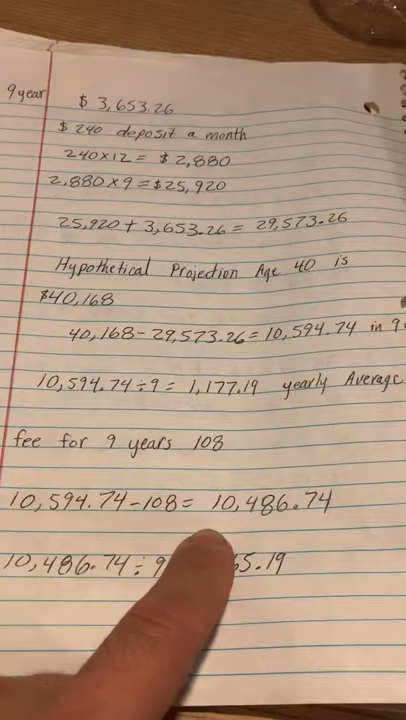 9 year $ 3,653.26
$ 240 deposit a month
240×12 = $ 2,880
2,880×9 = $25,920
25,920 + 3,653.26 = 29,573.26
Hypothetical Projection Age 40 is
$40,168
40,168 - 29,573.26 = 10,594.74 in 9
10,594.74 ÷ 9 = 1,177.19 yearly Average
fee for 9 years 108
10,594.74 - 108 = 10,486.74
10,486.74 ÷ 9 65.19